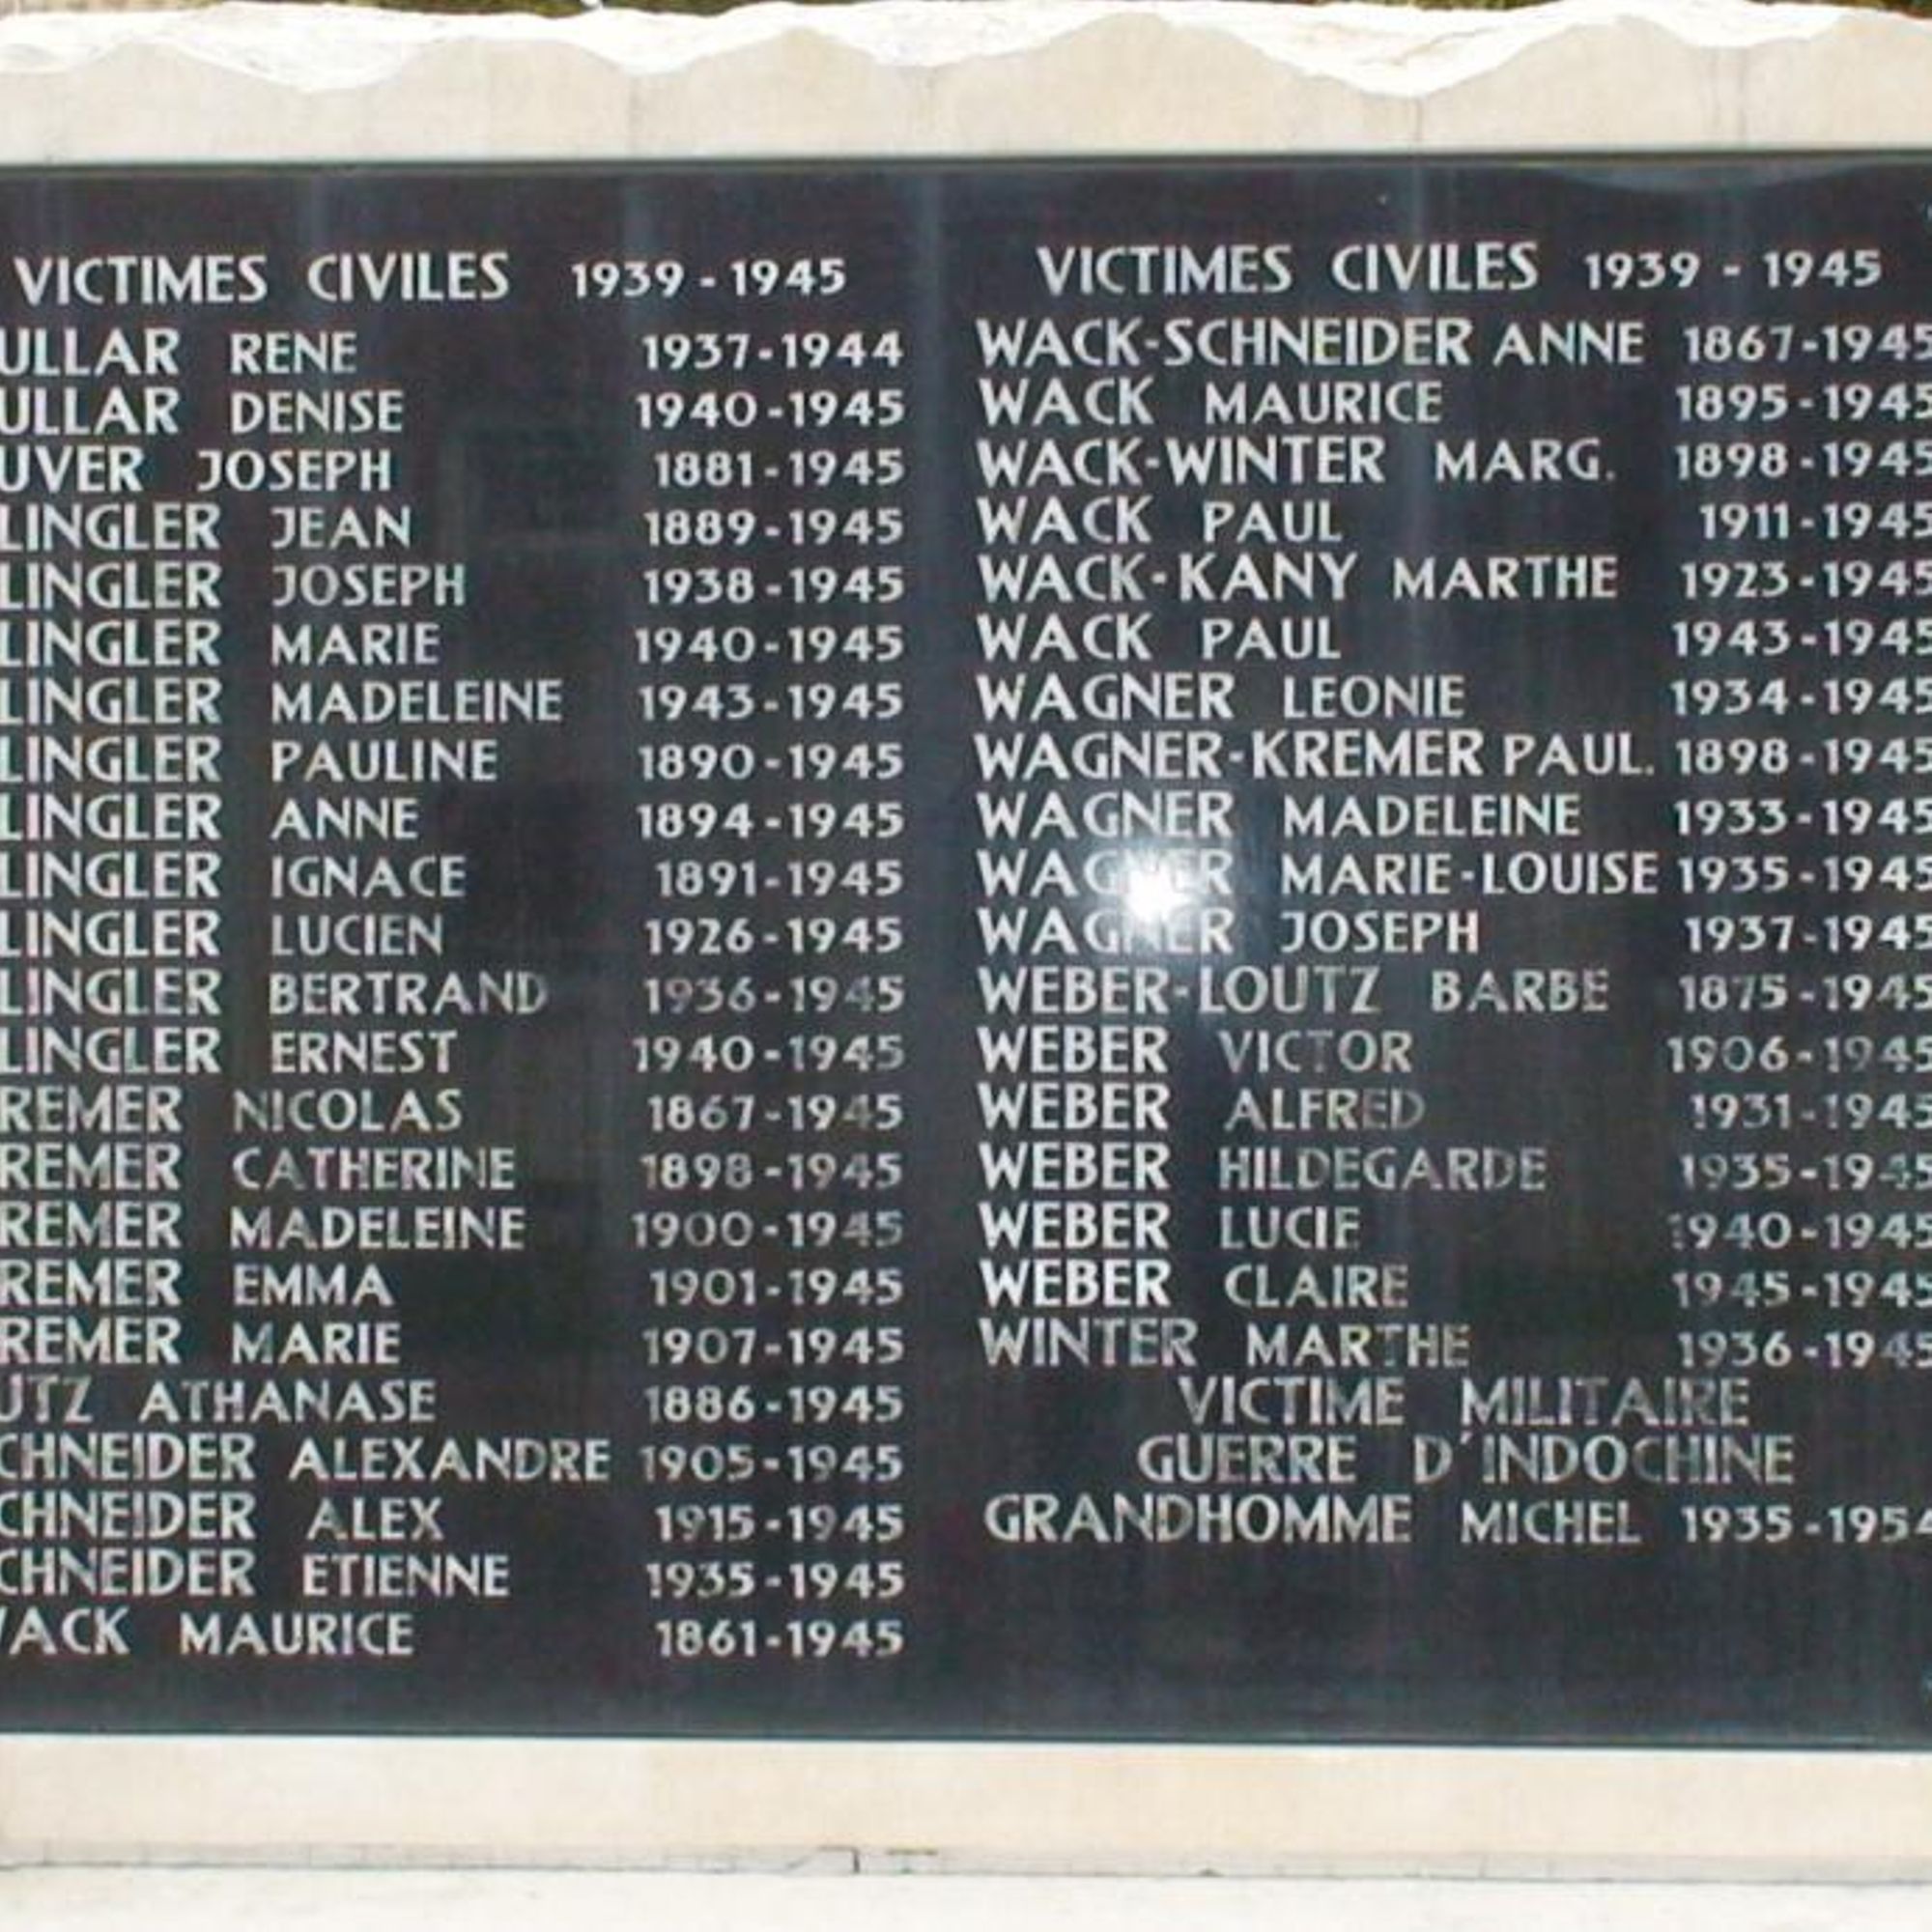 VICTIMES CIVILES 1939 - 1945
ULLAR RENE 1937-1944
ULLAR DENISE 1940-1945
UVER JOSEPH 1881-1945
LINGLER JEAN 1889-1945
LINGLER JOSEPH 1938-1945
LINGLER MARIE 1940-1945
LINGLER MADELEINE 1943-1945
LINGLER PAULINE 1890-1945
LINGLER ANNE 1894-1945
LINGLER IGNACE 1891-1945
LINGLER LUCIEN 1926-1945
LINGLER BERTRAND 1936-1945
LINGLER ERNEST 1940-1945
REMER NICOLAS 1867-1945
REMER CATHERINE 1898-1945
REMER MADELEINE 1900-1945
REMER EMMA 1901-1945
REMER MARIE 1907-1945
UTZ ATHANASE 1886-1945
CHNEIDER ALEXANDRE 1905-1945
CHNEIDER ALEX 1915-1945
CHNEIDER ETIENNE 1935-1945
WACK MAURICE 1861-1945
VICTIMES CIVILES 1939 - 1945
WACK-SCHNEIDER ANNE 1867-1945
WACK MAURICE 1895-1945
WACK-WINTER MARG. 1898-1945
WACK PAUL 1911-1945
WACK-KANY MARTHE 1923-1945
WACK PAUL 1943-1945
WAGNER LEONIE 1934-1945
WAGNER-KREMER PAUL. 1898-1945
WAGNER MADELEINE 1933-1945
WAGNER MARIE-LOUISE 1935-1945
WAGNER JOSEPH 1937-1945
WEBER-LOUTZ BARBE 1875-1945
WEBER VICTOR 1906-1945
WEBER ALFRED 1931-1945
WEBER HILDEGARDE 1935-1945
WEBER LUCIE 1940-1945
WEBER CLAIRE 1945-1945
WINTER MARTHE 1936-1945
VICTIME MILITAIRE
GUERRE D'INDOCHINE
GRANDHOMME MICHEL 1935-1954